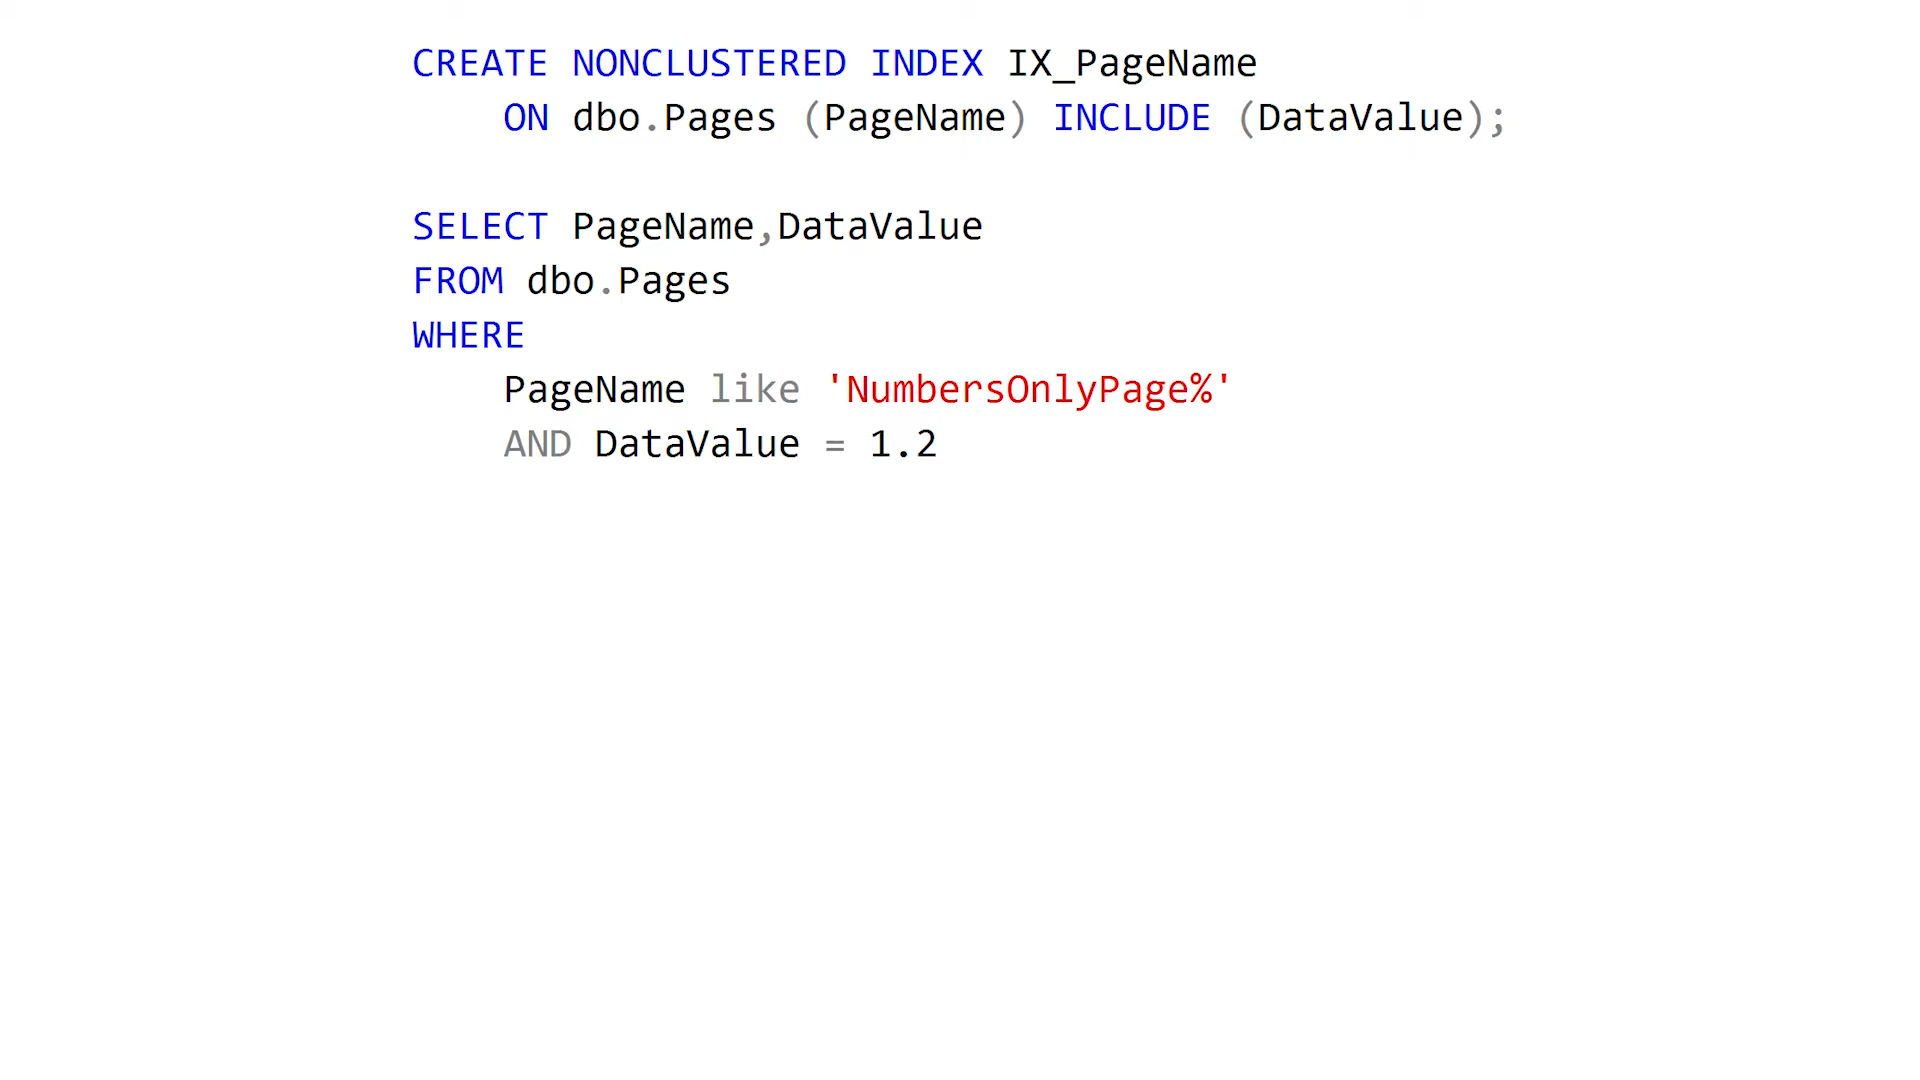 CREATE NONCLUSTERED INDEX IX_PageName
ON dbo.Pages (PageName) INCLUDE (DataValue);
SELECT PageName,DataValue
FROM dbo.Pages
WHERE
PageName like 'NumbersOnlyPage%'
AND DataValue = 1.2